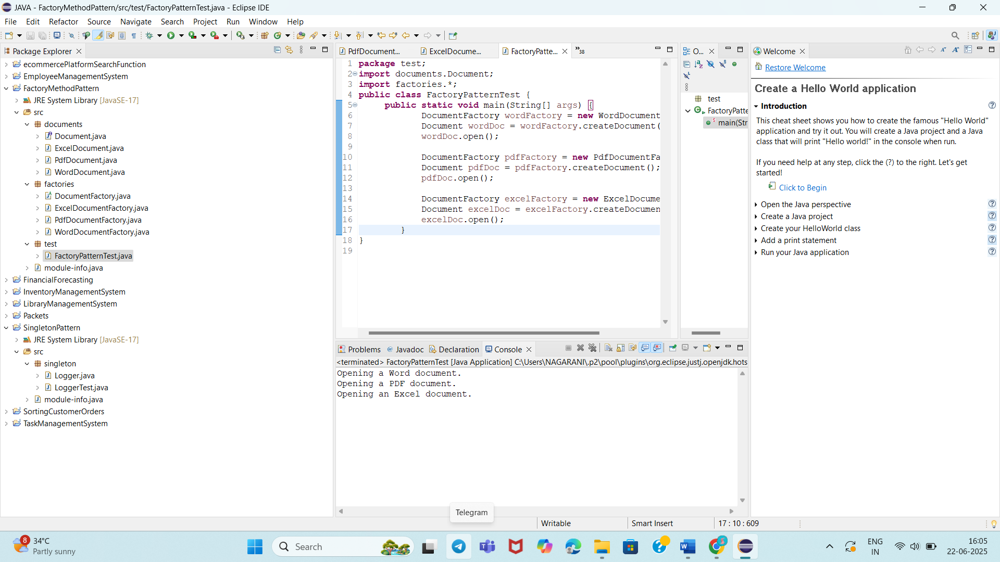 JAVA - FactoryMethodPattern/src/test/FactoryPatternTest.java - Eclipse IDE
File Edit Refactor Source Navigate Search Project Run Window Help
Package Explorer
ecommercePlatformSearchFunction
EmployeeManagementSystem
FactoryMethodPattern
JRE System Library [JavaSE-17]
src
documents
Document.java
ExcelDocument.java
PdfDocument.java
WordDocument.java
factories
DocumentFactory.java
ExcelDocumentFactory.java
PdfDocumentFactory.java
WordDocumentFactory.java
test
FactoryPatternTest.java
module-info.java
FinancialForecasting
InventoryManagementSystem
LibraryManagementSystem
Packets
SingletonPattern
JRE System Library [JavaSE-17]
src
singleton
Logger.java
LoggerTest.java
module-info.java
SortingCustomerOrders
TaskManagementSystem
PdfDocument... ExcelDocume... FactoryPatte... »38
1 package test;
2 import documents.Document;
3 import factories.*;
4 public class FactoryPatternTest {
5 public static void main(String[] args) {
6 DocumentFactory wordFactory = new WordDocument
7 Document wordDoc = wordFactory.createDocument(
8 wordDoc.open();
9
10 DocumentFactory pdfFactory = new PdfDocumentFa
11 Document pdfDoc = pdfFactory.createDocument();
12 pdfDoc.open();
13
14 DocumentFactory excelFactory = new ExcelDocume
15 Document excelDoc = excelFactory.createDocumen
16 excelDoc.open();
17 }
18 }
19
O...
test
FactoryPatte
main(Str
Problems Javadoc Declaration Console
<terminated> FactoryPatternTest [Java Application] C:\Users\NAGARANI\.p2\pool\plugins\org.eclipse.justj.openjdk.hots
Opening a Word document.
Opening a PDF document.
Opening an Excel document.
Welcome
Restore Welcome
Create a Hello World application
Introduction
This cheat sheet shows you how to create the famous "Hello World"
application and try it out. You will create a Java project and a Java
class that will print "Hello world!" in the console when run.
If you need help at any step, click the (?) to the right. Let's get
started!
Click to Begin
Open the Java perspective
Create a Java project
Create your HelloWorld class
Add a print statement
Run your Java application
Telegram
Writable Smart Insert 17 : 10 : 609
8
34°C
Partly sunny
Search
ENG
IN
16:05
22-06-2025